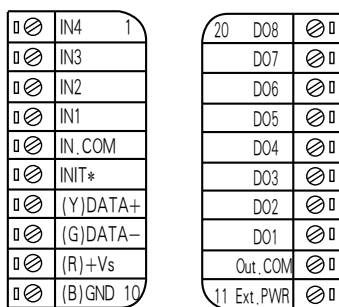 IN4 1
IN3
IN2
IN1
IN.COM
INIT*
(Y)DATA+
(G)DATA-
(R)+Vs
(B)GND 10
20 DO8
DO7
DO6
DO5
DO4
DO3
DO2
DO1
Out.COM
11 Ext.PWR